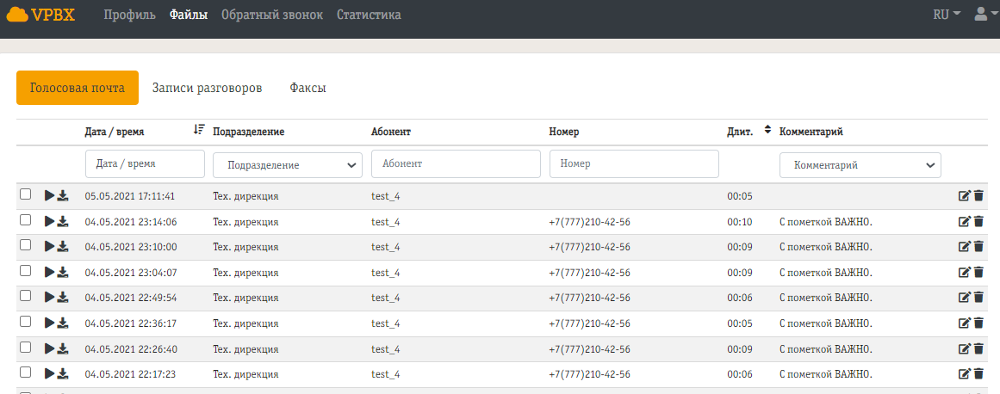 VPBX Профиль Файлы Обратный звонок Статистика RU
Голосовая почта Записи разговоров Факсы
Дата / время Подразделение Абонент Номер Длит. Комментарий
Дата / время Подразделение Абонент Номер Комментарий
05.05.2021 17:11:41 Тех. дирекция test_4 00:05
04.05.2021 23:14:06 Тех. дирекция test_4 +7(777)210-42-56 00:10 С пометкой ВАЖНО.
04.05.2021 23:10:00 Тех. дирекция test_4 +7(777)210-42-56 00:09 С пометкой ВАЖНО.
04.05.2021 23:04:07 Тех. дирекция test_4 +7(777)210-42-56 00:09 С пометкой ВАЖНО.
04.05.2021 22:49:54 Тех. дирекция test_4 +7(777)210-42-56 00:06 С пометкой ВАЖНО.
04.05.2021 22:36:17 Тех. дирекция test_4 +7(777)210-42-56 00:05 С пометкой ВАЖНО.
04.05.2021 22:26:40 Тех. дирекция test_4 +7(777)210-42-56 00:09 С пометкой ВАЖНО.
04.05.2021 22:17:23 Тех. дирекция test_4 +7(777)210-42-56 00:06 С пометкой ВАЖНО.